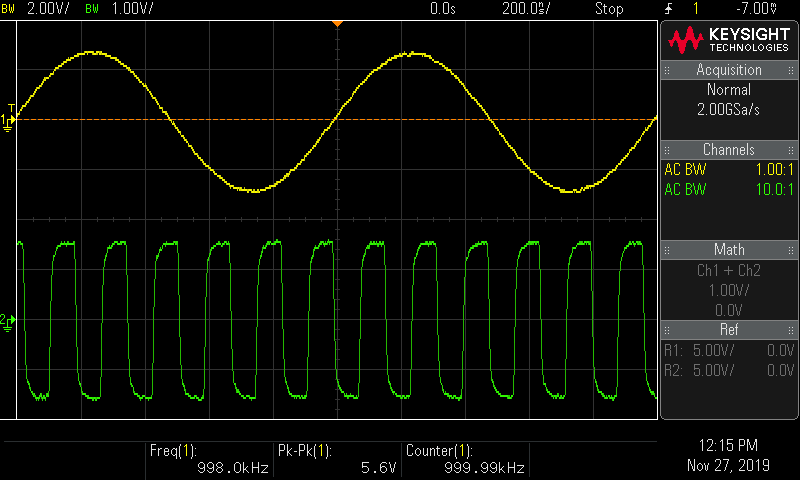 BW 2.00V/ BW 1.00V/ 0.0s 200.0ns/ Stop 1 -7.00mV
KEYSIGHT
TECHNOLOGIES
Acquisition
Normal
2.00GSa/s
Channels
AC BW 1.00:1
AC BW 10.0:1
Math
Ch1 + Ch2
1.00V/
0.0V
Ref
R1: 5.00V/ 0.0V
R2: 5.00V/ 0.0V
T
1
2
Freq(1): Pk-Pk(1): Counter(1):
998.0kHz 5.6V 999.99kHz
12:15 PM
Nov 27, 2019